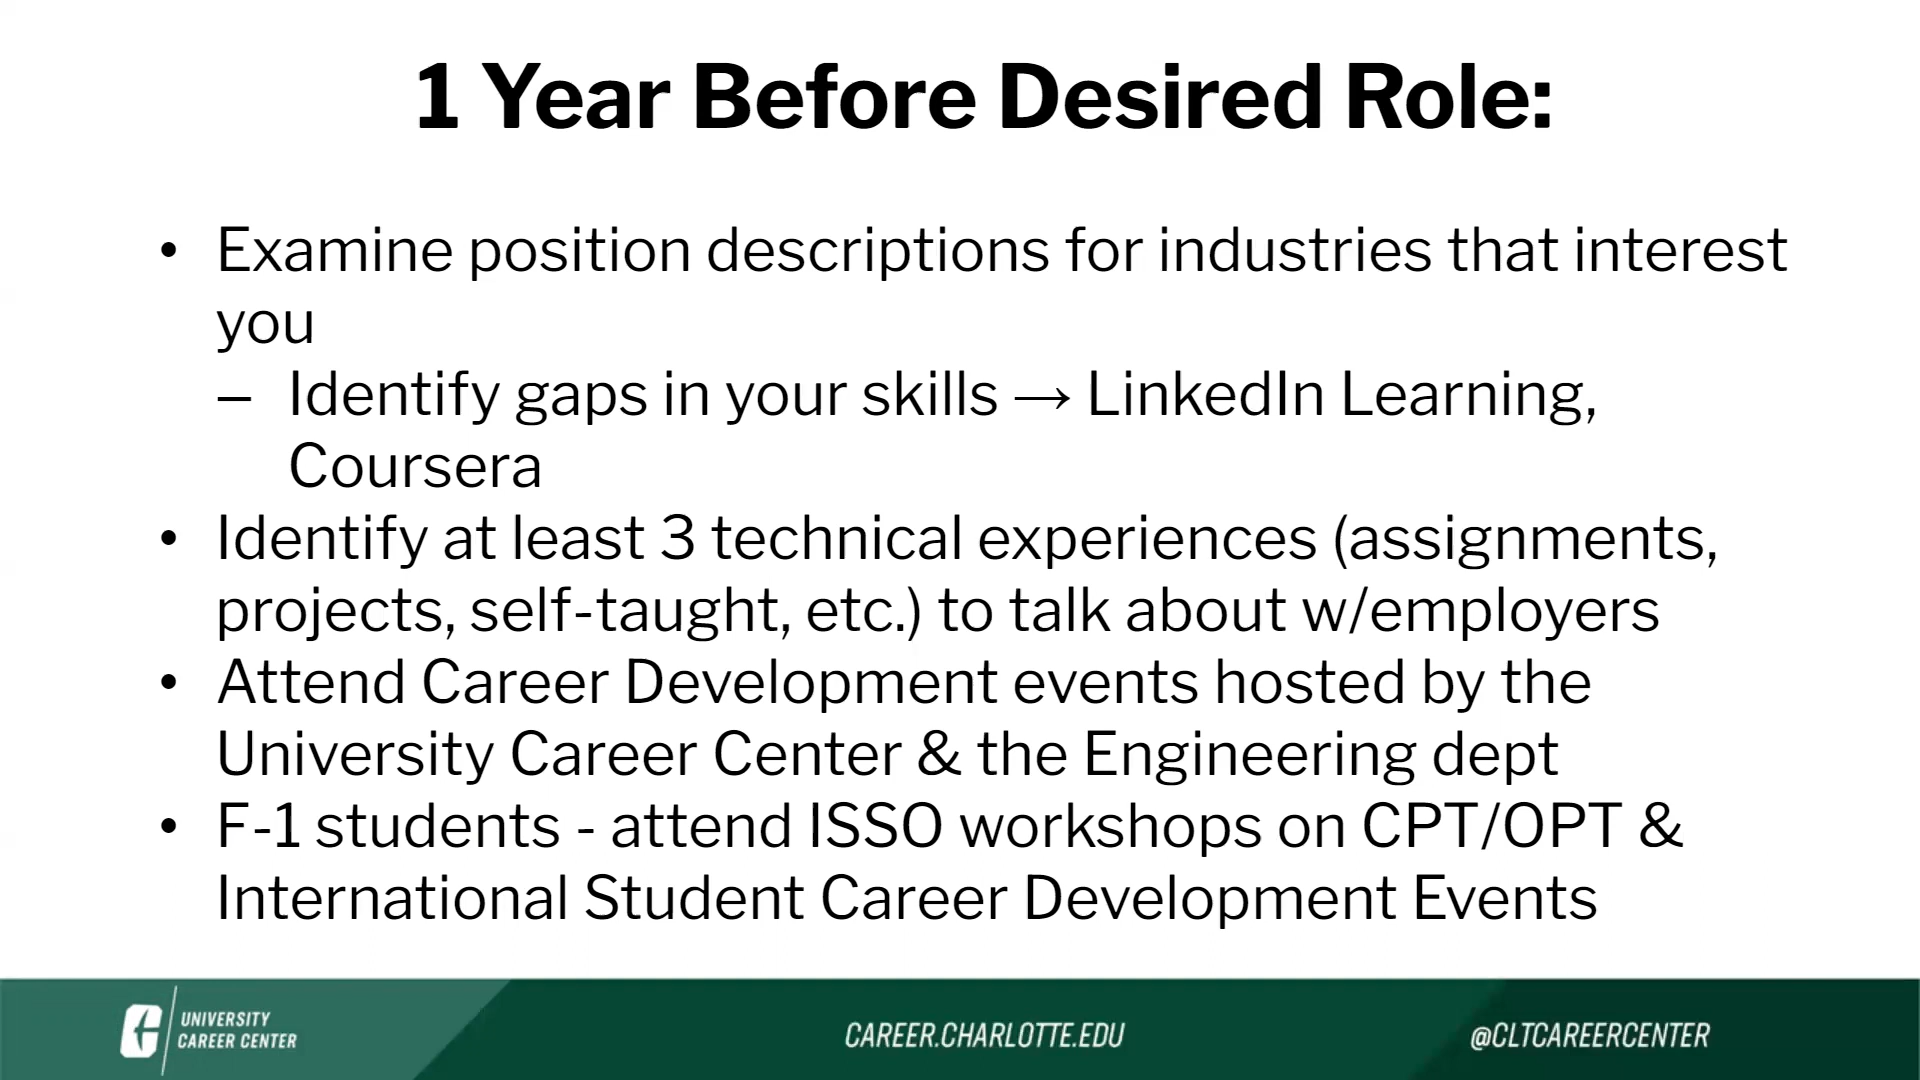 1 Year Before Desired Role:
• Examine position descriptions for industries that interest
you
– Identify gaps in your skills → LinkedIn Learning,
Coursera
• Identify at least 3 technical experiences (assignments,
projects, self-taught, etc.) to talk about w/employers
• Attend Career Development events hosted by the
University Career Center & the Engineering dept
• F-1 students - attend ISSO workshops on CPT/OPT &
International Student Career Development Events
UNIVERSITY
CAREER CENTER
CAREER.CHARLOTTE.EDU
@CLTCAREERCENTER